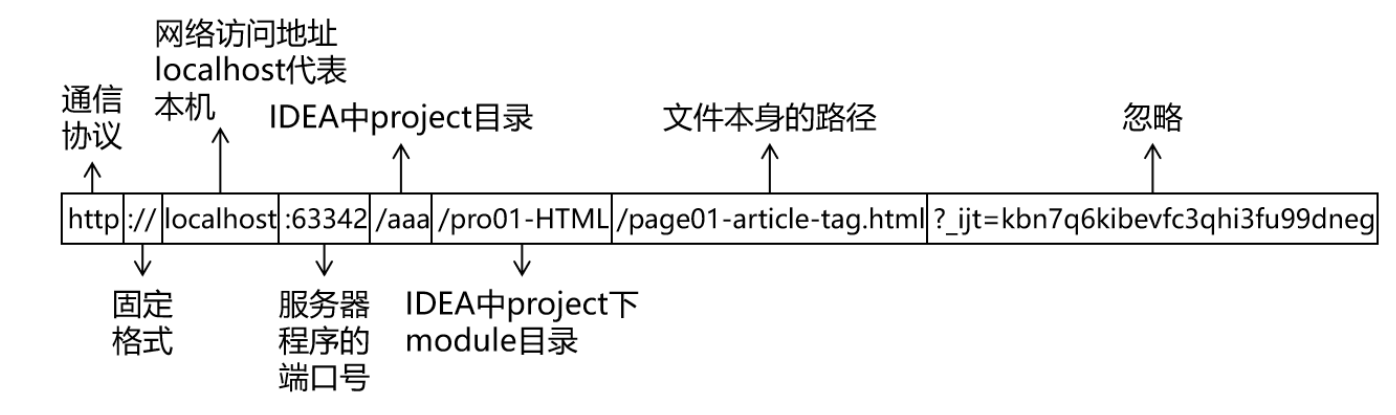 网络访问地址
localhost代表
本机
通信
协议
IDEA中project目录
文件本身的路径
忽略
http :// localhost :63342 /aaa /pro01-HTML /page01-article-tag.html ?_ijt=kbn7q6kibevfc3qhi3fu99dneg
固定
格式
服务器
程序的
端口号
IDEA中project下
module目录